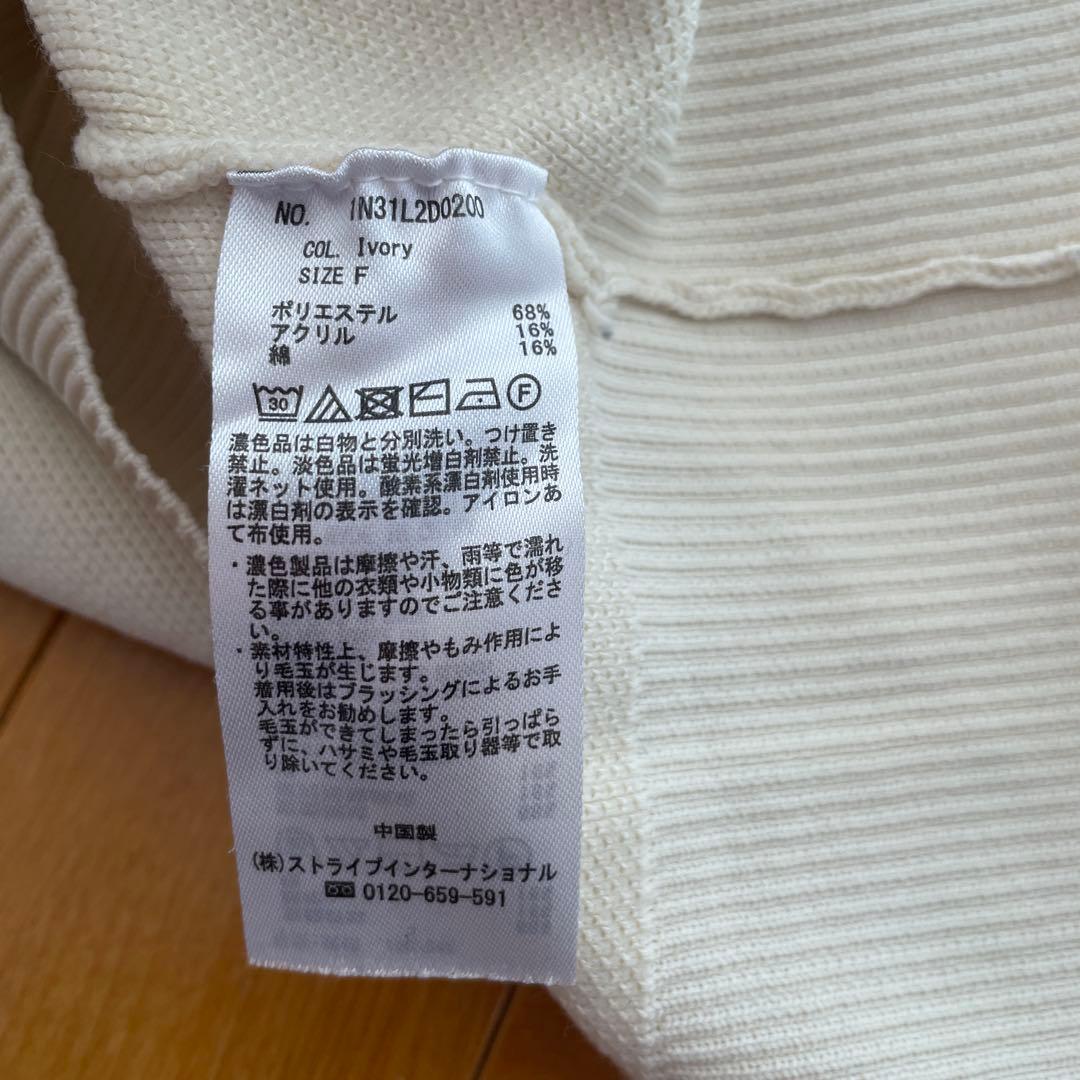 NO. IN31L2D0200
COL. Ivory
SIZE F
ポリエステル 68%
アクリル 16%
綿 16%
30 F
濃色品は白物と分別洗い。つけ置き
禁止。淡色品は蛍光増白剤禁止。洗
濯ネット使用。酸素系漂白剤使用時
は漂白剤の表示を確認。アイロンあ
て布使用。
・濃色製品は摩擦や汗、雨等で濡れ
た際に他の衣類や小物類に色が移
る事がありますのでご注意くださ
い。
・素材特性上、摩擦やもみ作用によ
り毛玉が生じます。
着用後はブラッシングによるお手
入れをお勧めします。
毛玉ができてしまったら引っぱら
ずに、ハサミや毛玉取り器等で取
り除いてください。
中国製
(株)ストライプインターナショナル
0120-659-591